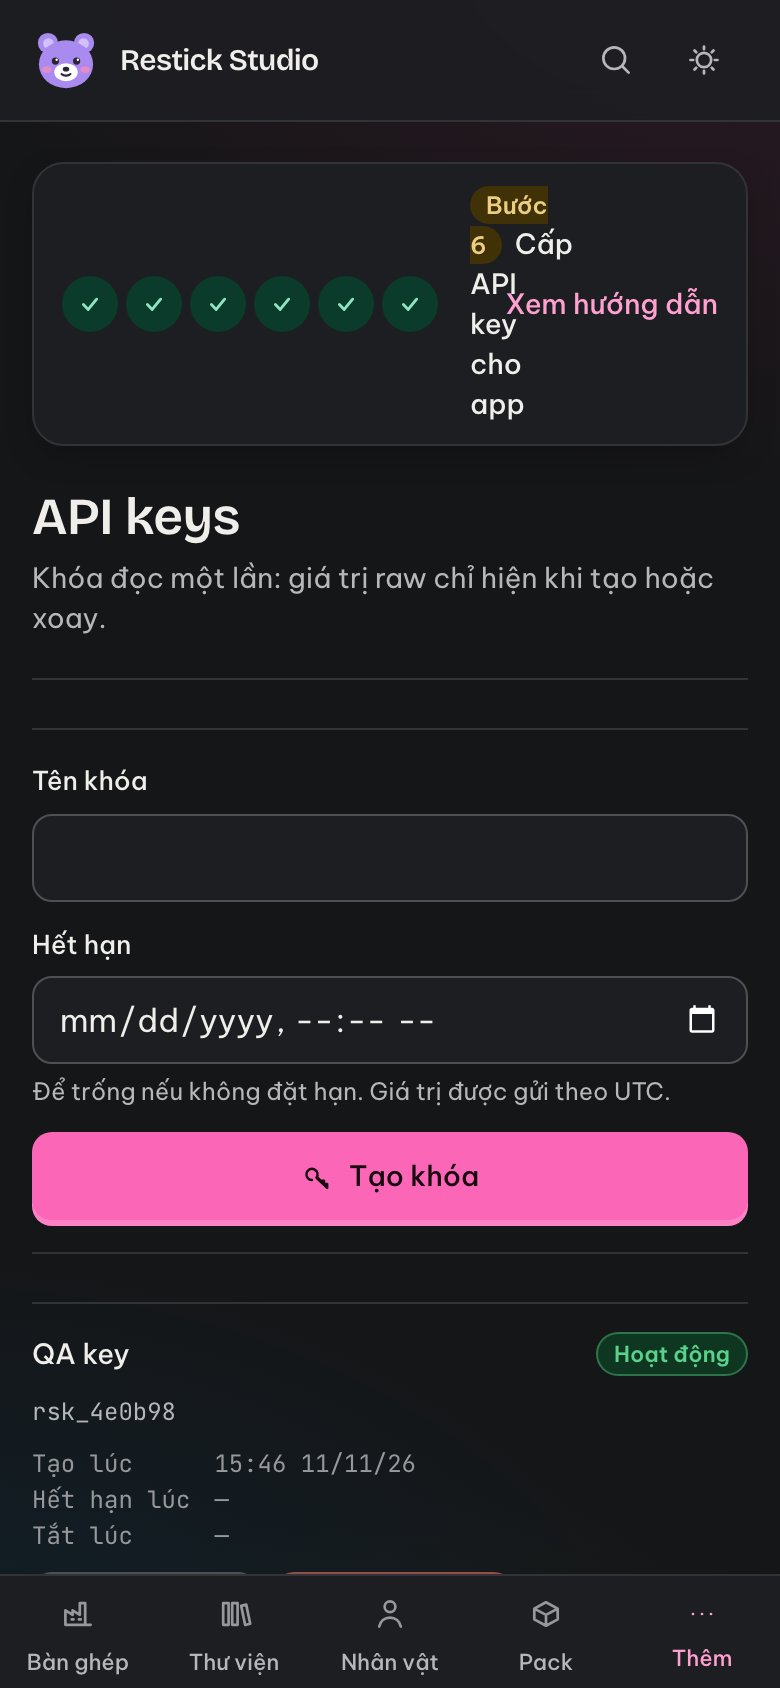 Restick Studio
Bước
6 Cấp
API
key
cho
app
Xem hướng dẫn
API keys
Khóa đọc một lần: giá trị raw chỉ hiện khi tạo hoặc
xoay.
Tên khóa
Hết hạn
mm/dd/yyyy, --:-- --
Để trống nếu không đặt hạn. Giá trị được gửi theo UTC.
Tạo khóa
QA key
Hoạt động
rsk_4e0b98
Tạo lúc 15:46 11/11/26
Hết hạn lúc —
Tắt lúc —
Bàn ghép
Thư viện
Nhân vật
Pack
Thêm